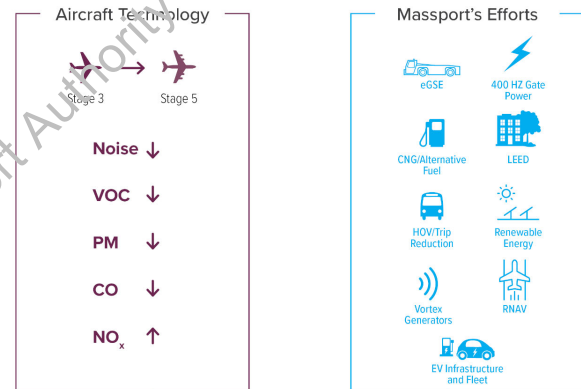 Aircraft Technology
Stage 3
Stage 5
Noise ↓
VOC ↓
PM ↓
CO ↓
NOx ↑
Massport's Efforts
eGSE
400 HZ Gate
Power
CNG/Alternative
Fuel
LEED
HOV/Trip
Reduction
Renewable
Energy
Vortex
Generators
RNAV
EV Infrastructure
and Fleet
Authority